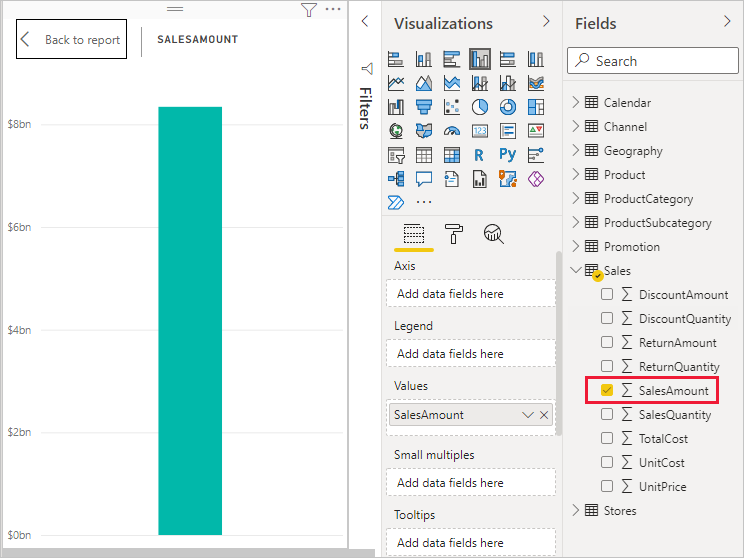 Back to report
SALESAMOUNT
$8bn
$6bn
$4bn
$2bn
$0bn
Filters
Visualizations
123
R
Py
Axis
Add data fields here
Legend
Add data fields here
Values
SalesAmount
Small multiples
Add data fields here
Tooltips
Add data fields here
Fields
Search
Calendar
Channel
Geography
Product
ProductCategory
ProductSubcategory
Promotion
Sales
DiscountAmount
DiscountQuantity
ReturnAmount
ReturnQuantity
SalesAmount
SalesQuantity
TotalCost
UnitCost
UnitPrice
Stores